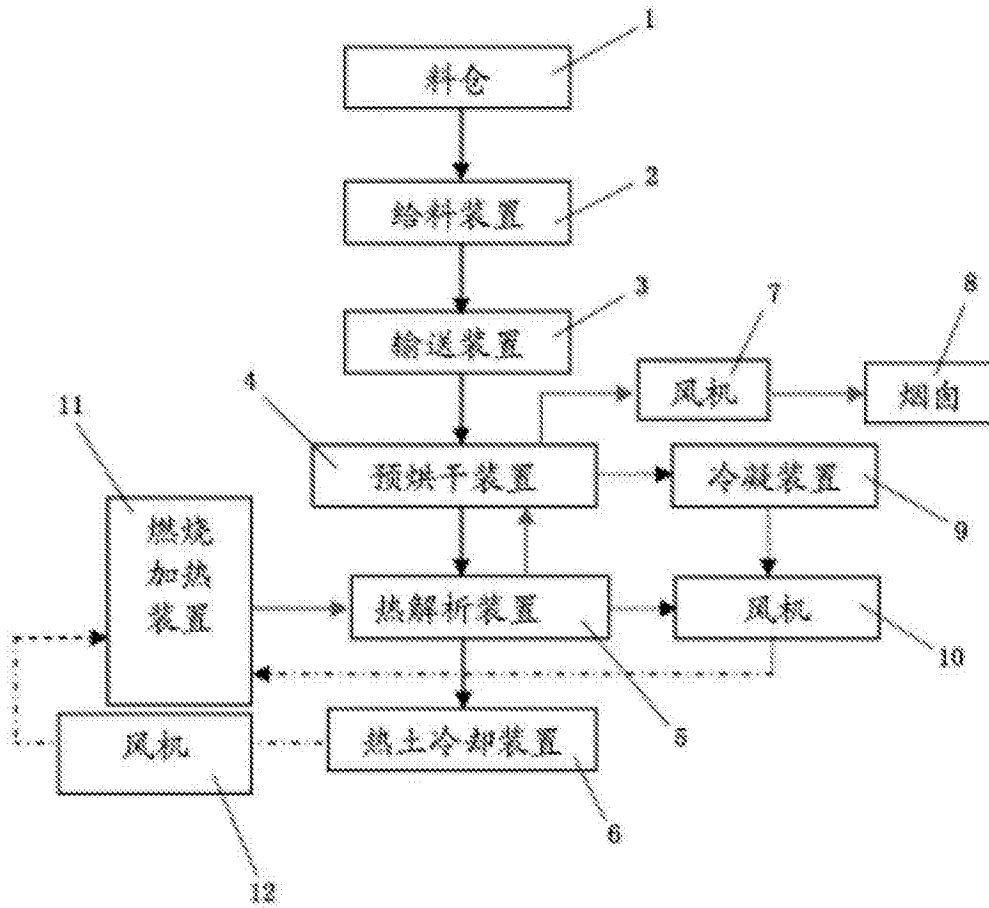 1
料仓
2
给料装置
3
输送装置
7
风机
8
烟囱
4
预烘干装置
冷凝装置
9
11
燃烧
加热
装置
热解析装置
5
风机
10
热土冷却装置
6
风机
12